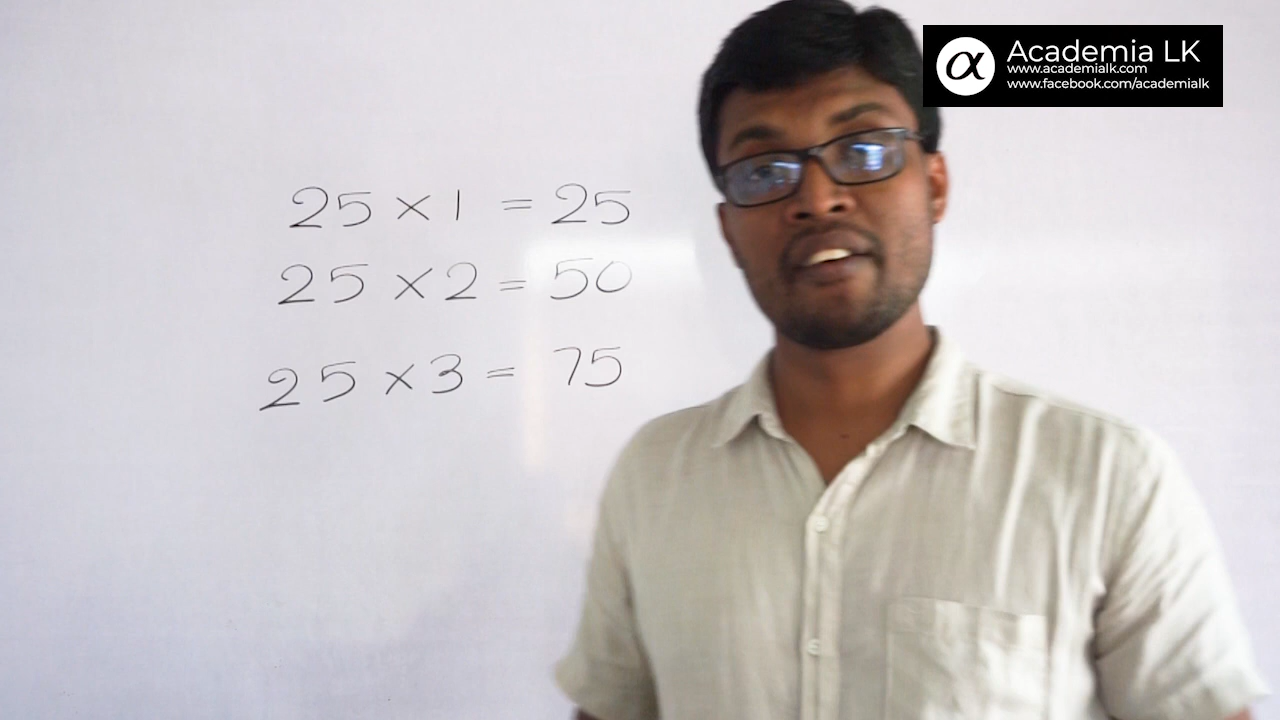 25 × 1 = 25
25 × 2 = 50
25 × 3 = 75
α Academia LK
www.academialk.com
www.facebook.com/academialk